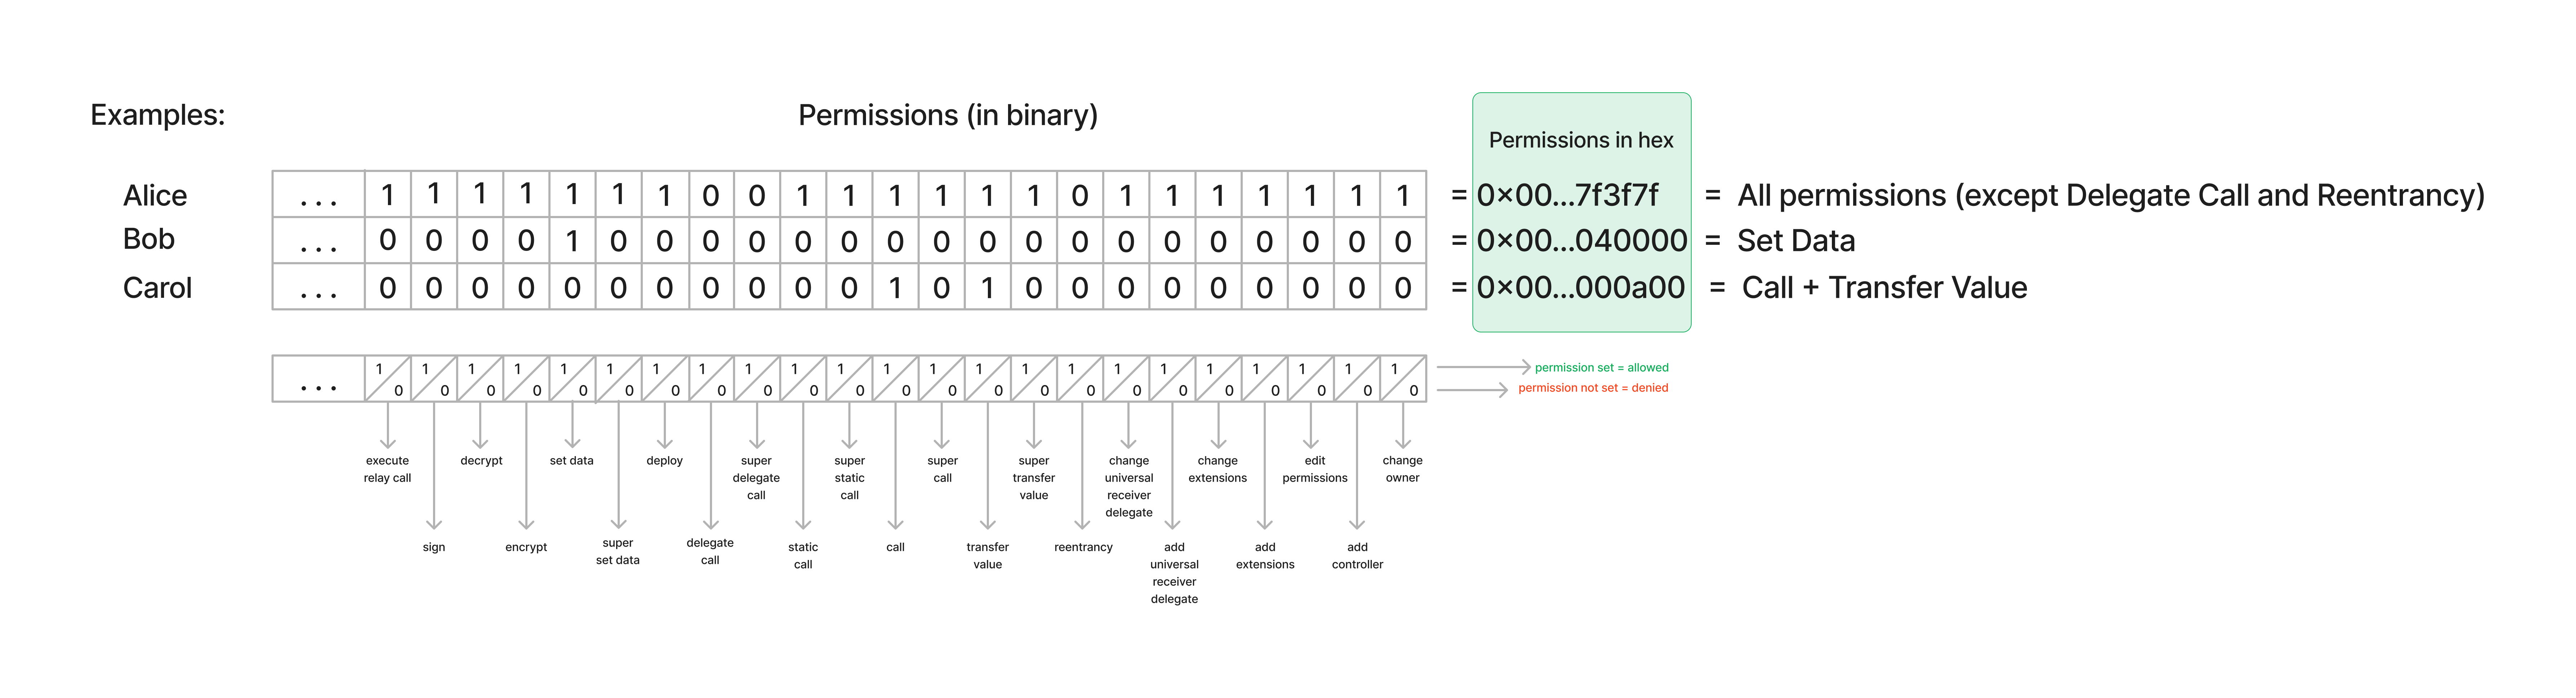 Examples:
Permissions (in binary)
Permissions in hex
Alice ... 1 1 1 1 1 1 1 0 0 1 1 1 1 1 1 0 1 1 1 1 1 1 1 = 0×00...7f3f7f = All permissions (except Delegate Call and Reentrancy)
Bob ... 0 0 0 0 1 0 0 0 0 0 0 0 0 0 0 0 0 0 0 0 0 0 0 = 0×00...040000 = Set Data
Carol ... 0 0 0 0 0 0 0 0 0 0 0 1 0 1 0 0 0 0 0 0 0 0 0 = 0×00...000a00 = Call + Transfer Value
... 1 1 1 1 1 1 1 1 1 1 1 1 1 1 1 1 1 1 1 1 1 1 1
0 0 0 0 0 0 0 0 0 0 0 0 0 0 0 0 0 0 0 0 0 0 0
permission set = allowed
permission not set = denied
execute
relay call
decrypt
set data
deploy
super
delegate
call
super
static
call
super
call
super
transfer
value
change
universal
receiver
delegate
change
extensions
edit
permissions
change
owner
sign
encrypt
super
set data
delegate
call
static
call
call
transfer
value
reentrancy
add
universal
receiver
delegate
add
extensions
add
controller